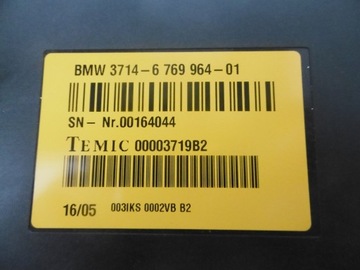 BMW 3714-6 769 964-01
SN- Nr.00164044
TEMIC 00003719B2
16/05 003IKS 0002VB B2